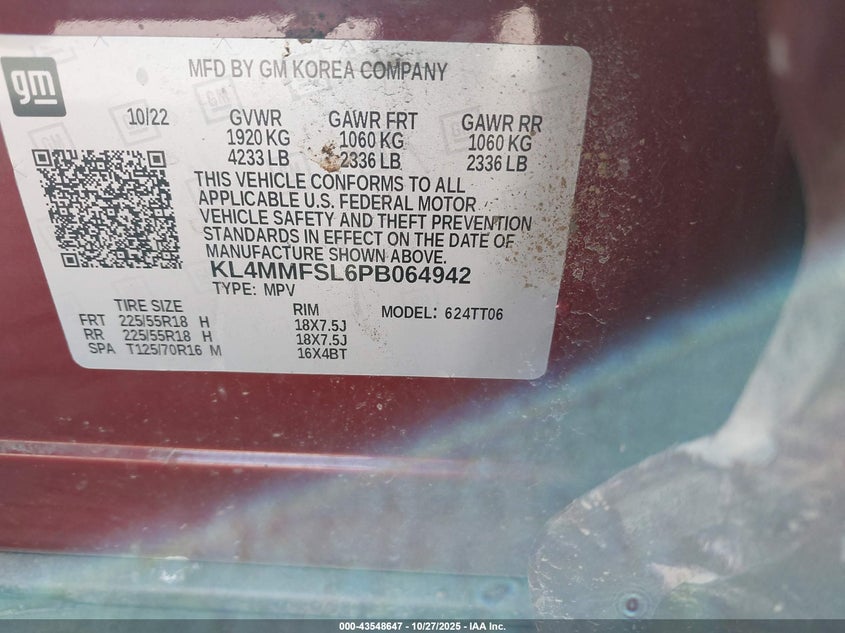 gm
MFD BY GM KOREA COMPANY
10/22 GVWR GAWR FRT GAWR RR
1920 KG 1060 KG 1060 KG
4233 LB 2336 LB 2336 LB
THIS VEHICLE CONFORMS TO ALL
APPLICABLE U.S. FEDERAL MOTOR
VEHICLE SAFETY AND THEFT PREVENTION
STANDARDS IN EFFECT ON THE DATE OF
MANUFACTURE SHOWN ABOVE.
KL4MMFSL6PB064942
TYPE: MPV
TIRE SIZE RIM MODEL: 624TT06
FRT 225/55R18 H 18X7.5J
RR 225/55R18 H 18X7.5J
SPA T125/70R16 M 16X4BT
000-43548647 - 10/27/2025 - IAA Inc.